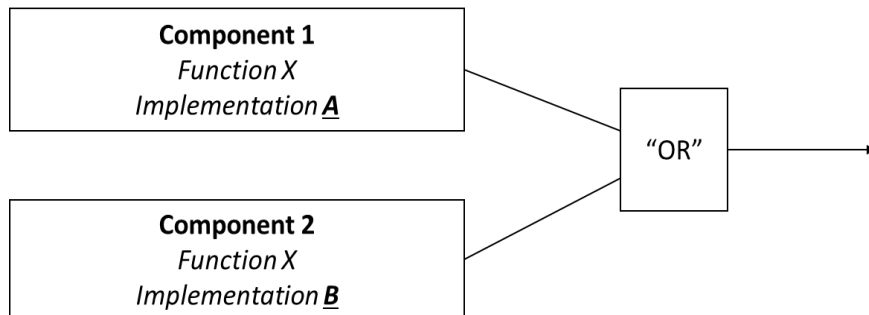 Component 1
Function X
Implementation A
“OR”
Component 2
Function X
Implementation B